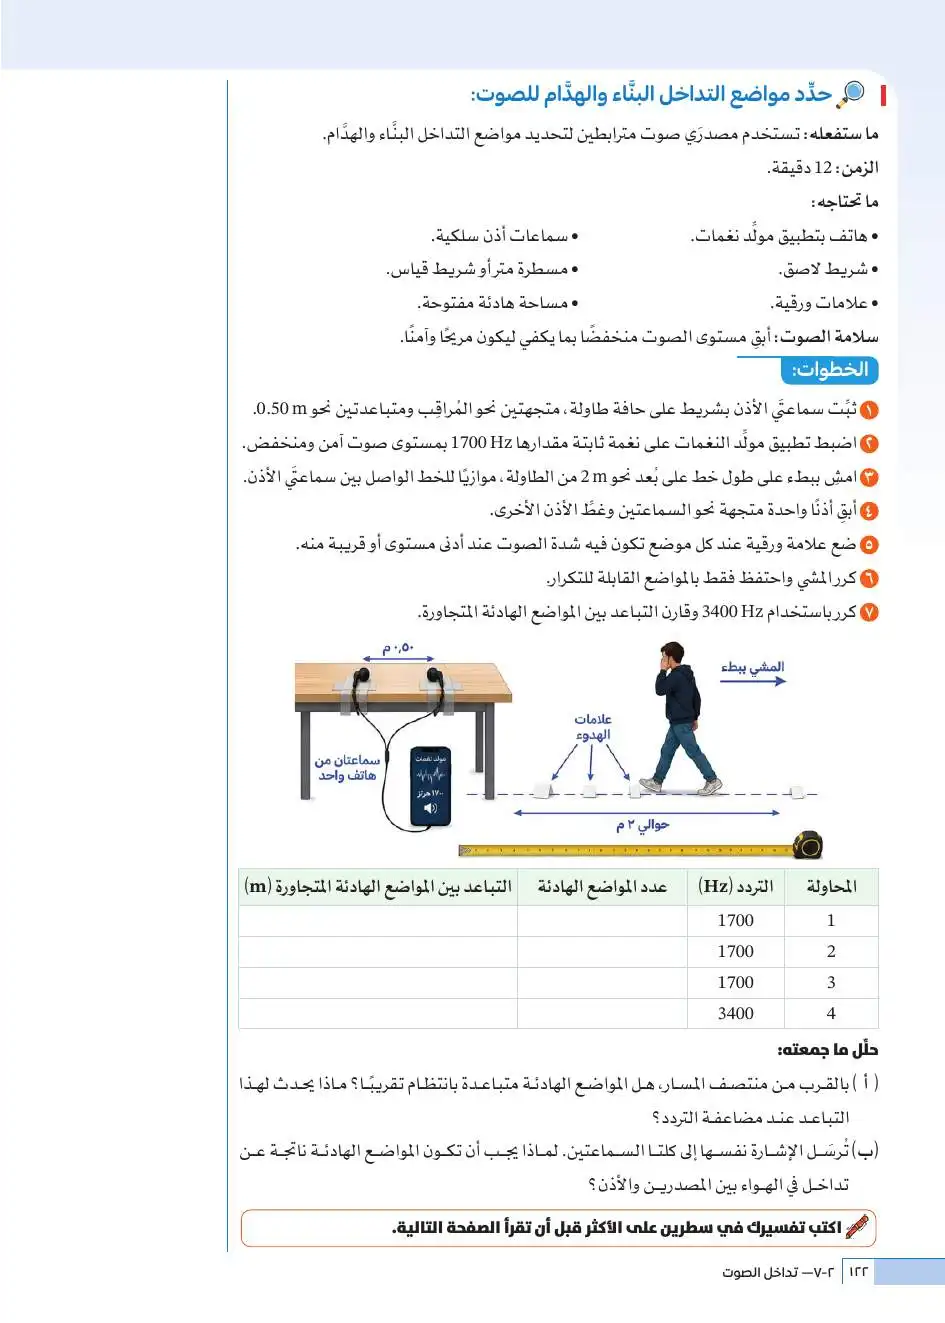 حدِّد مواضع التداخل البنَّاء والهدَّام للصوت:
ما ستفعله: تستخدم مصدرَي صوت مترابطين لتحديد مواضع التداخل البنَّاء والهدَّام.
الزمن: 12 دقيقة.
ما تحتاجه:
• هاتف بتطبيق مولِّد نغمات.
• سماعات أذن سلكية.
• شريط لاصق.
• مسطرة متر أو شريط قياس.
• علامات ورقية.
• مساحة هادئة مفتوحة.
سلامة الصوت: أبقِ مستوى الصوت منخفضًا بما يكفي ليكون مريحًا وآمنًا.
الخطوات:
١ ثبِّت سماعتَي الأذن بشريط على حافة طاولة، متجهتين نحو المُراقِب ومتباعدتين نحو 0.50 m.
٢ اضبط تطبيق مولِّد النغمات على نغمة ثابتة مقدارها 1700 Hz بمستوى صوت آمن ومنخفض.
٣ امشِ ببطء على طول خط على بُعد نحو 2 m من الطاولة، موازيًا للخط الواصل بين سماعتَي الأذن.
٤ أبقِ أذنًا واحدة متجهة نحو السماعتين وغطِّ الأذن الأخرى.
٥ ضع علامة ورقية عند كل موضع تكون فيه شدة الصوت عند أدنى مستوى أو قريبة منه.
٦ كرر المشي واحتفظ فقط بالمواضع القابلة للتكرار.
٧ كرر باستخدام 3400 Hz وقارن التباعد بين المواضع الهادئة المتجاورة.
٠,٥٠ م
المشي ببطء
علامات
الهدوء
سماعتان من
هاتف واحد
مولد نغمات
١٧٠٠ هرتز
حوالي ٢ م
المحاولة التردد (Hz) عدد المواضع الهادئة التباعد بين المواضع الهادئة المتجاورة (m)
1 1700
2 1700
3 1700
4 3400
حلِّل ما جمعته:
( أ ) بالقرب من منتصف المسار، هل المواضع الهادئة متباعدة بانتظام تقريبًا؟ ماذا يحدث لهذا
التباعد عند مضاعفة التردد؟
(ب) تُرسَل الإشارة نفسها إلى كلتا السماعتين. لماذا يجب أن تكون المواضع الهادئة ناتجة عن
تداخل في الهواء بين المصدرين والأذن؟
اكتب تفسيرك في سطرين على الأكثر قبل أن تقرأ الصفحة التالية.
١٢٢ ٢-٧— تداخل الصوت